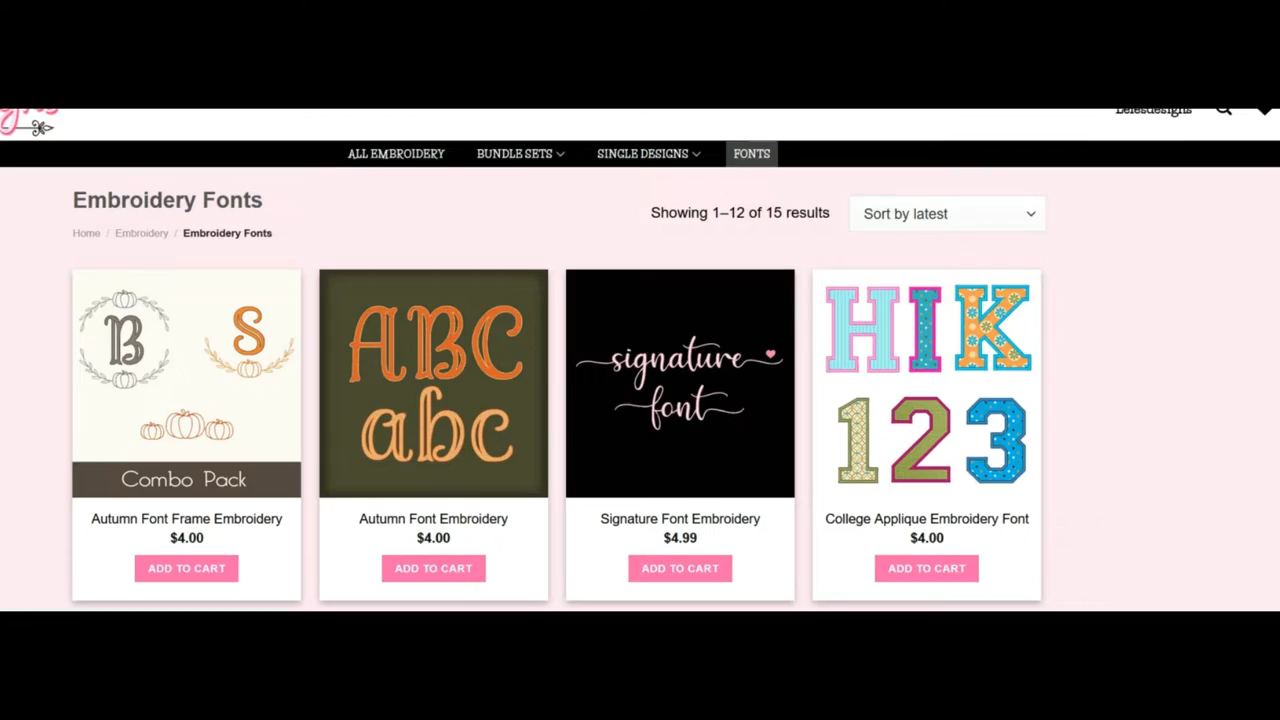 Lelesdesigns
ALL EMBROIDERY BUNDLE SETS SINGLE DESIGNS FONTS
Embroidery Fonts
Showing 1–12 of 15 results
Sort by latest
Home / Embroidery / Embroidery Fonts
B
S
Combo Pack
Autumn Font Frame Embroidery
$4.00
ADD TO CART
ABC
abc
Autumn Font Embroidery
$4.00
ADD TO CART
signature
font
Signature Font Embroidery
$4.99
ADD TO CART
HIK
123
College Applique Embroidery Font
$4.00
ADD TO CART